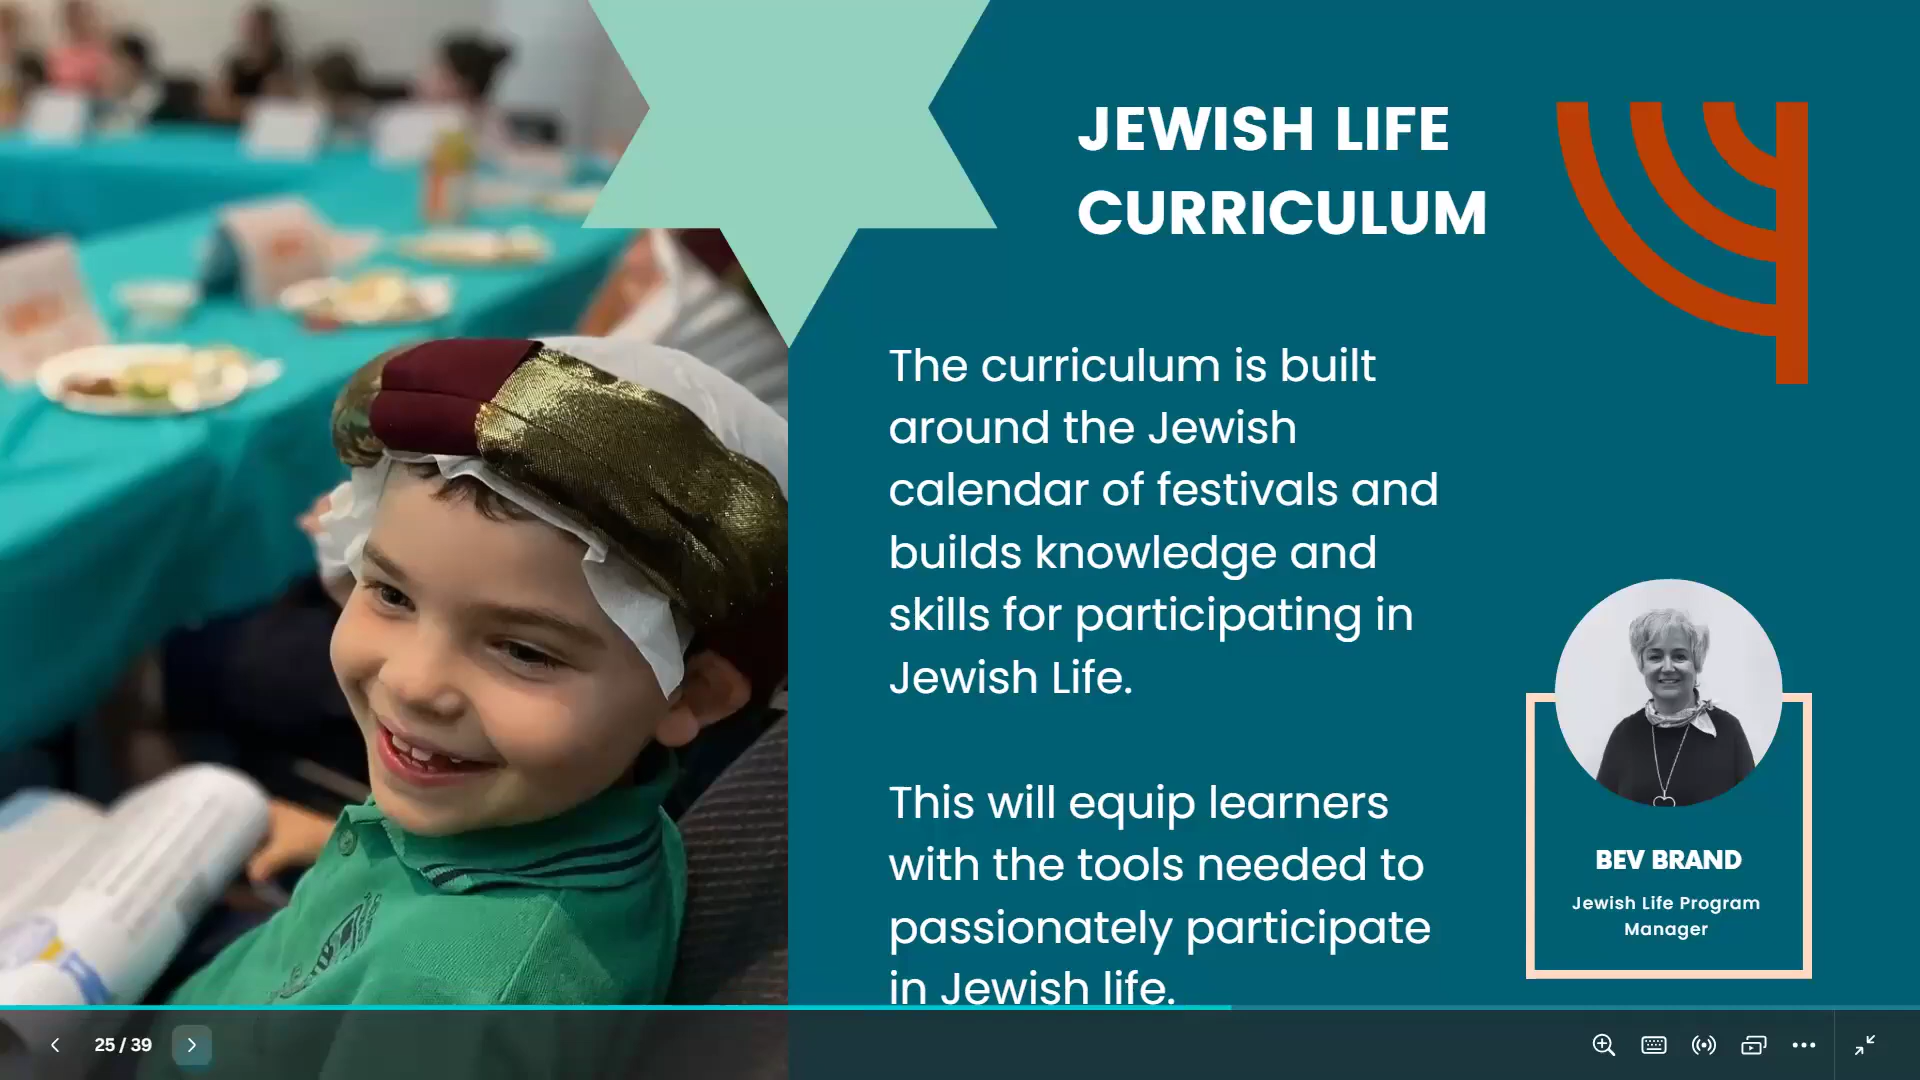 JEWISH LIFE
CURRICULUM
The curriculum is built
around the Jewish
calendar of festivals and
builds knowledge and
skills for participating in
Jewish Life.
This will equip learners
with the tools needed to
passionately participate
in Jewish life.
BEV BRAND
Jewish Life Program
Manager
25 / 39